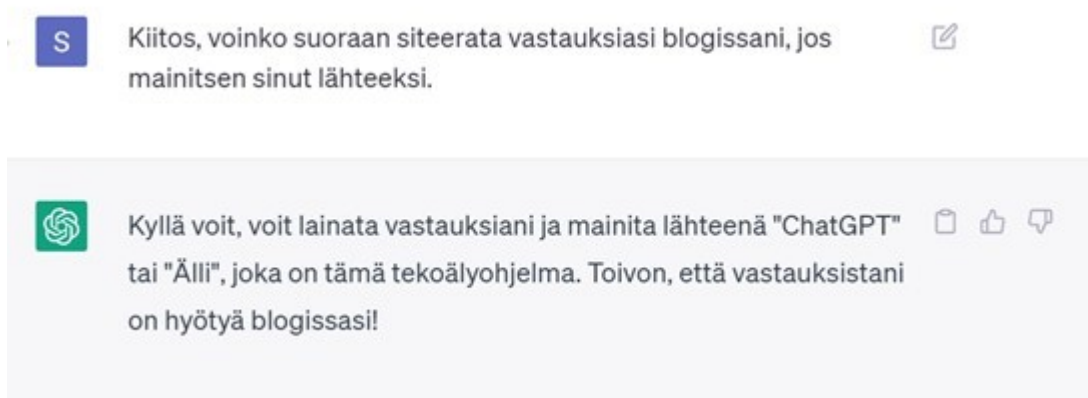 S
Kiitos, voinko suoraan siteerata vastauksiasi blogissani, jos
mainitsen sinut lähteeksi.
Kyllä voit, voit lainata vastauksiani ja mainita lähteenä "ChatGPT"
tai "Älli", joka on tämä tekoälyohjelma. Toivon, että vastauksistani
on hyötyä blogissasi!